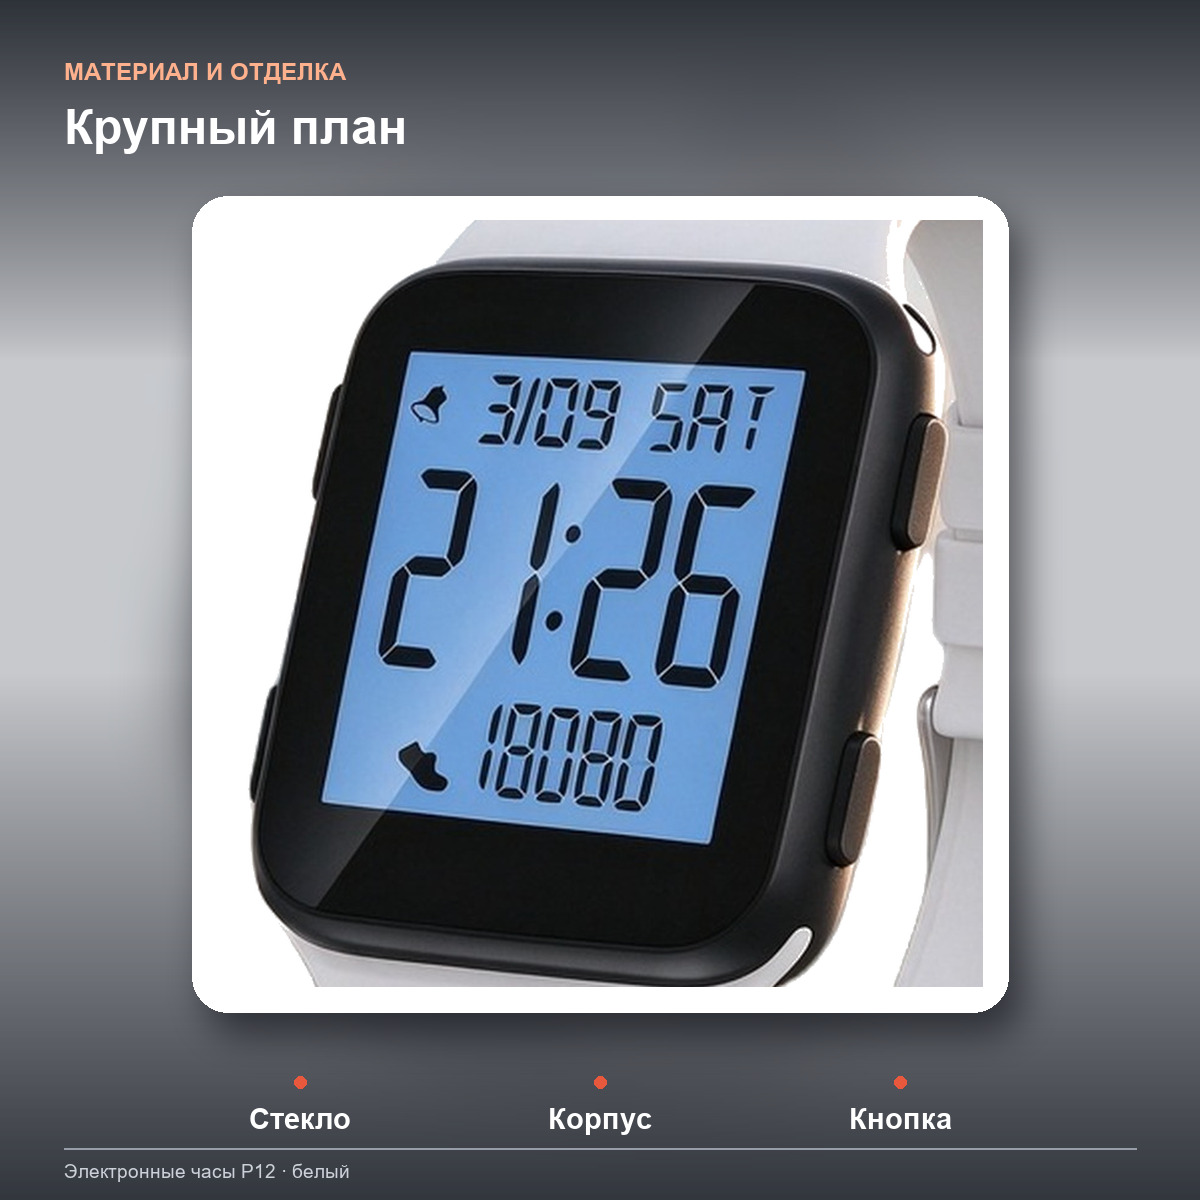 МАТЕРИАЛ И ОТДЕЛКА
Крупный план
3/09 SAT
21:26
18080
Стекло
Корпус
Кнопка
Электронные часы P12 · белый